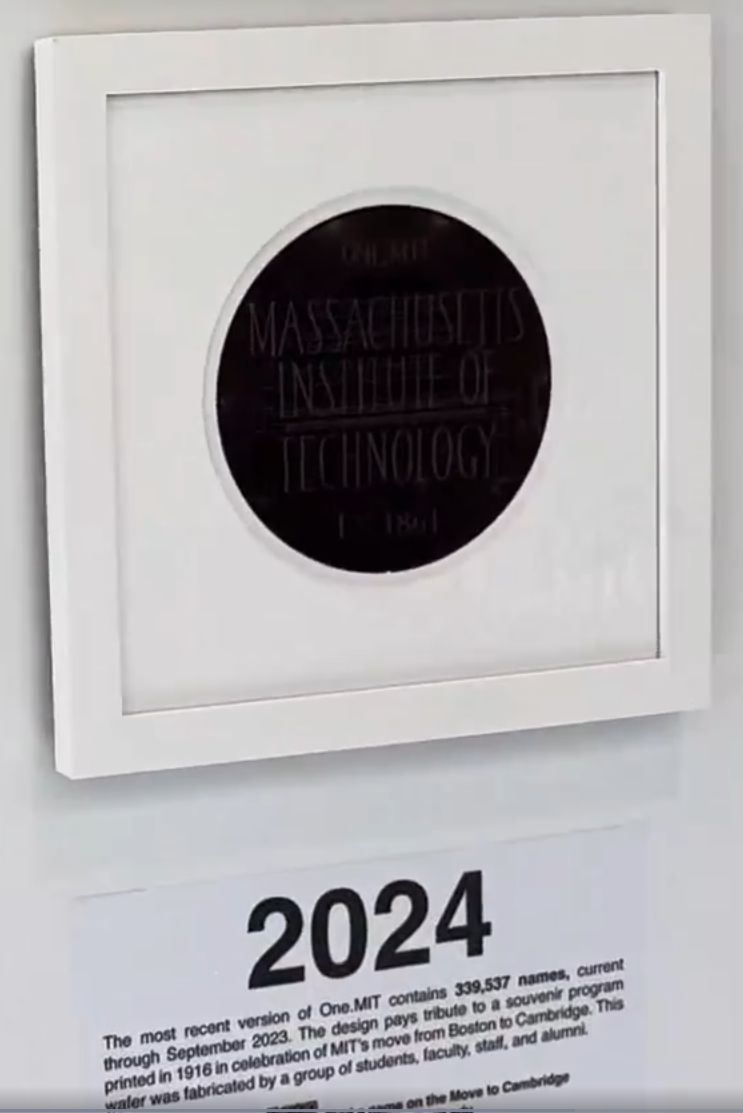 ONE.MIT
MASSACHUSETTS
INSTITUTE OF
TECHNOLOGY
1861
2024
The most recent version of One.MIT contains 339,537 names, current
through September 2023. The design pays tribute to a souvenir program
printed in 1916 in celebration of MIT's move from Boston to Cambridge. This
wafer was fabricated by a group of students, faculty, staff, and alumni.
name on the Move to Cambridge